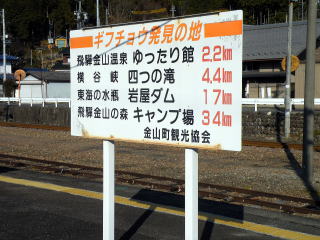 ギフチョウ発見の地
飛騨金山温泉 ゆったり館 2.2km
横谷峡 四つの滝 4.4km
東海の水瓶 岩屋ダム 17km
飛騨金山の森 キャンプ場 34km
金山町観光協会